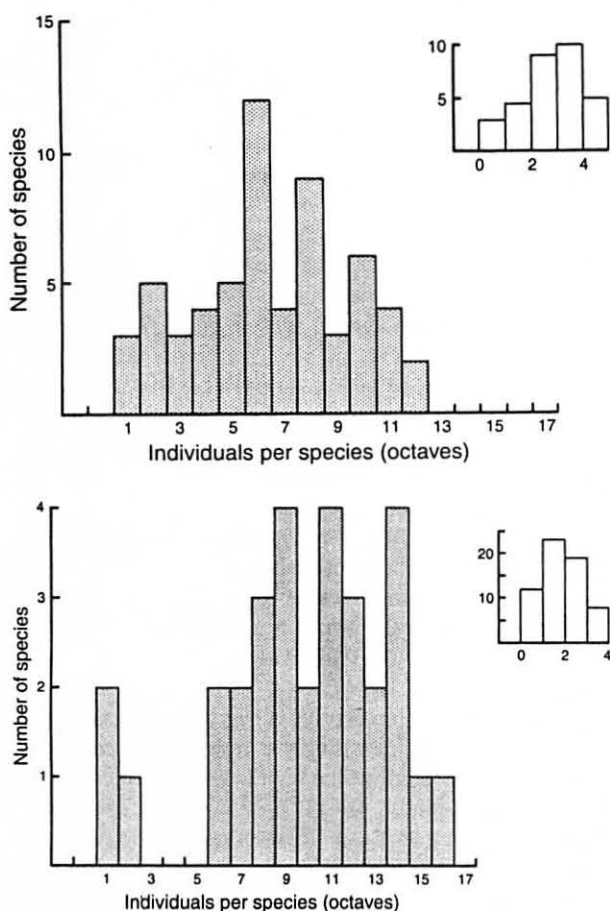 15
10
5
Number of species
1 3 5 7 9 11 13 15 17
Individuals per species (octaves)
10
5
0 2 4
4
3
2
1
Number of species
1 3 5 7 9 11 13 15 17
Individuals per species (octaves)
20
10
0 2 4